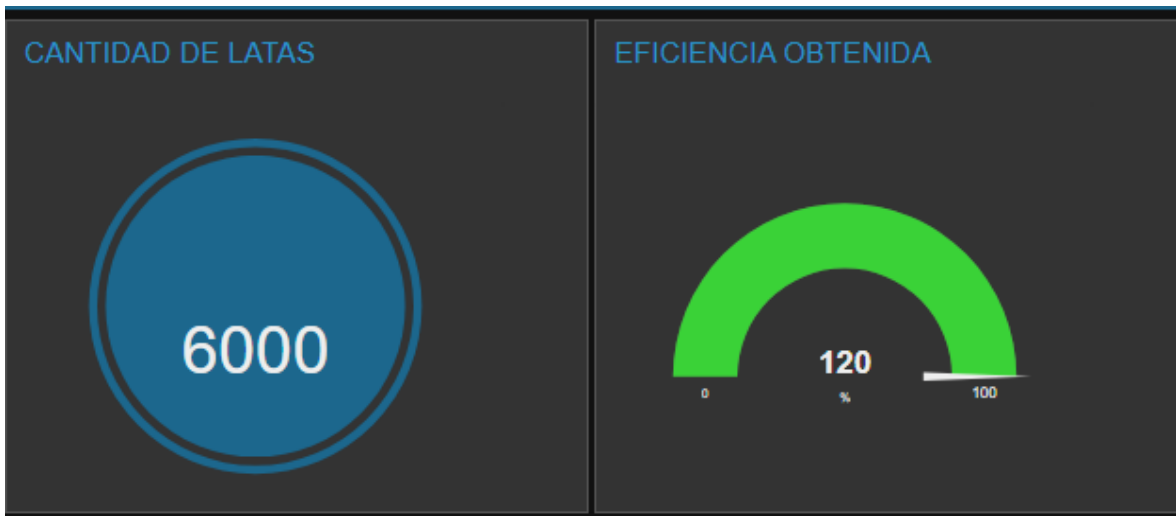 CANTIDAD DE LATAS
6000
EFICIENCIA OBTENIDA
120
%
0
100